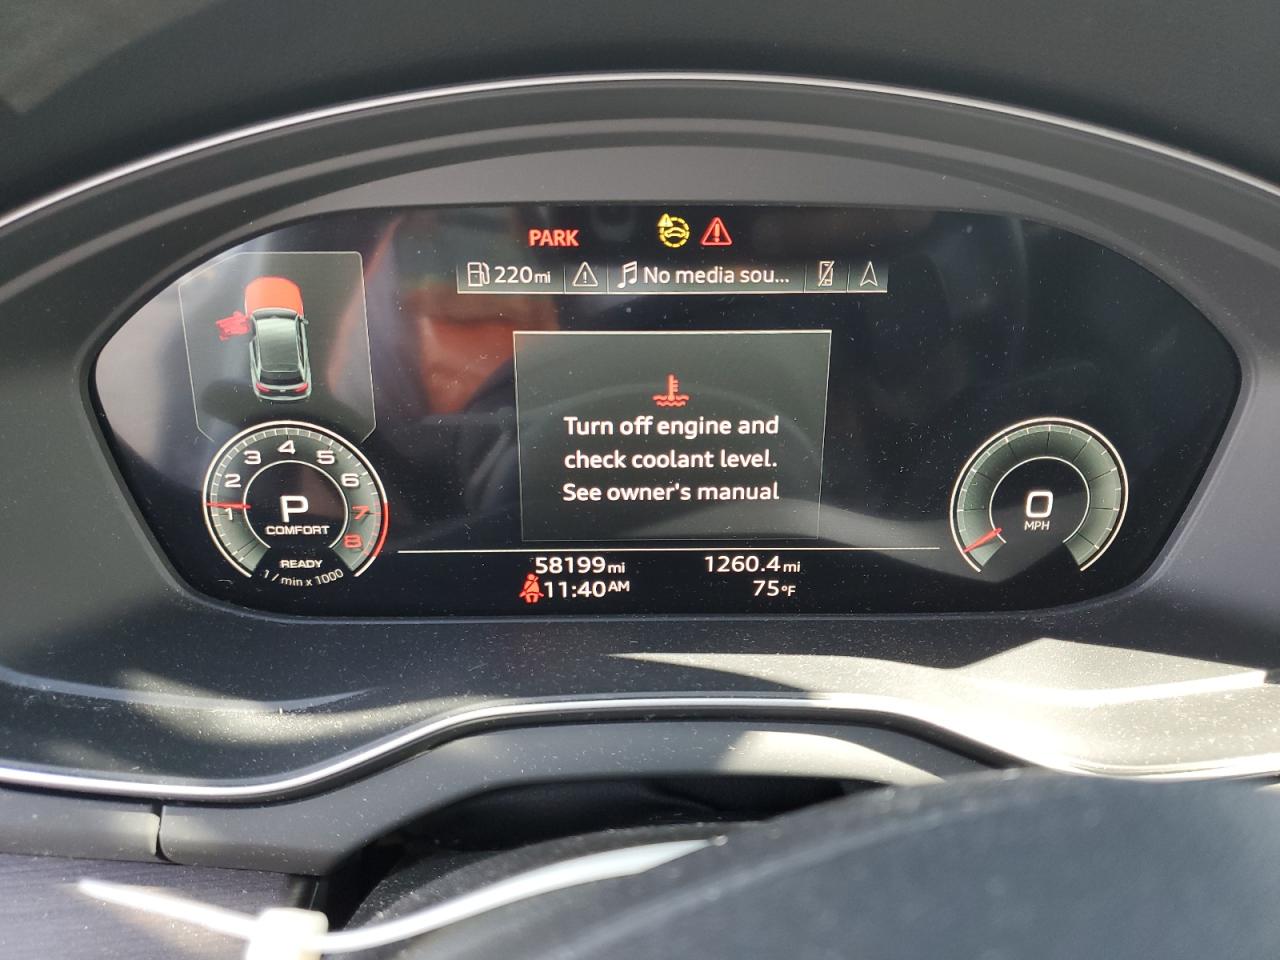 PARK
220mi
No media sou...
Turn off engine and
check coolant level.
See owner's manual
1 2 3 4 5 6 7 8
P
COMFORT
READY
1 / min x 1000
0
MPH
58199mi
1260.4mi
11:40AM
75°F